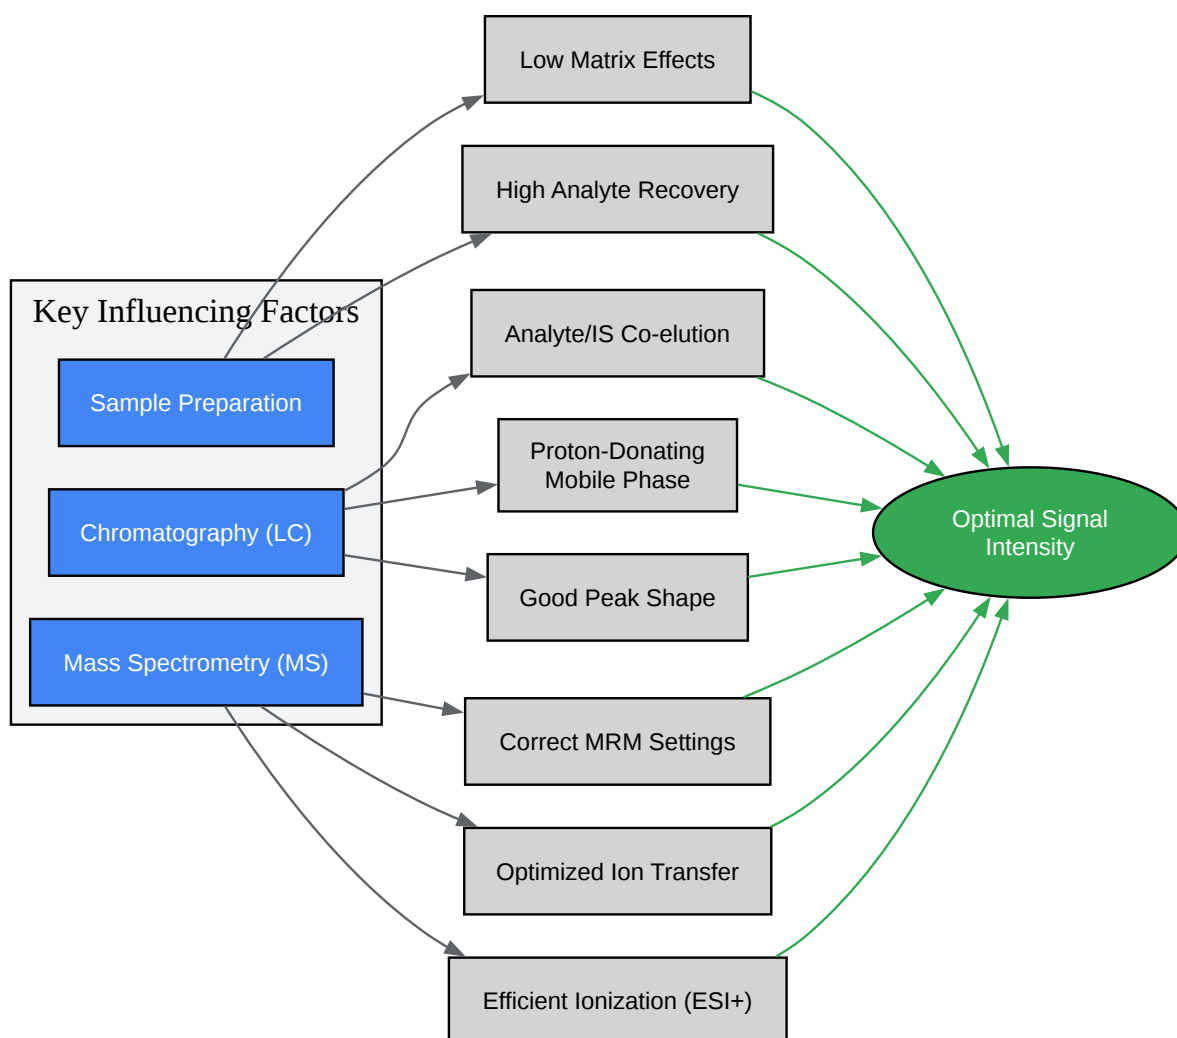 Low Matrix Effects
High Analyte Recovery
Key Influencing Factors
Analyte/IS Co-elution
Sample Preparation
Proton-Donating
Mobile Phase
Chromatography (LC)
Optimal Signal
Intensity
Good Peak Shape
Mass Spectrometry (MS)
Correct MRM Settings
Optimized Ion Transfer
Efficient Ionization (ESI+)